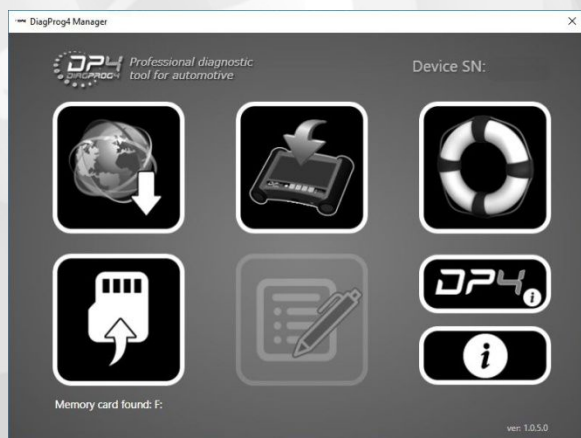 DiagProg4 Manager
DP4
DIAGPROG4
Professional diagnostic
tool for automotive
Device SN:
DP4
i
i
Memory card found: F:
ver: 1.0.5.0